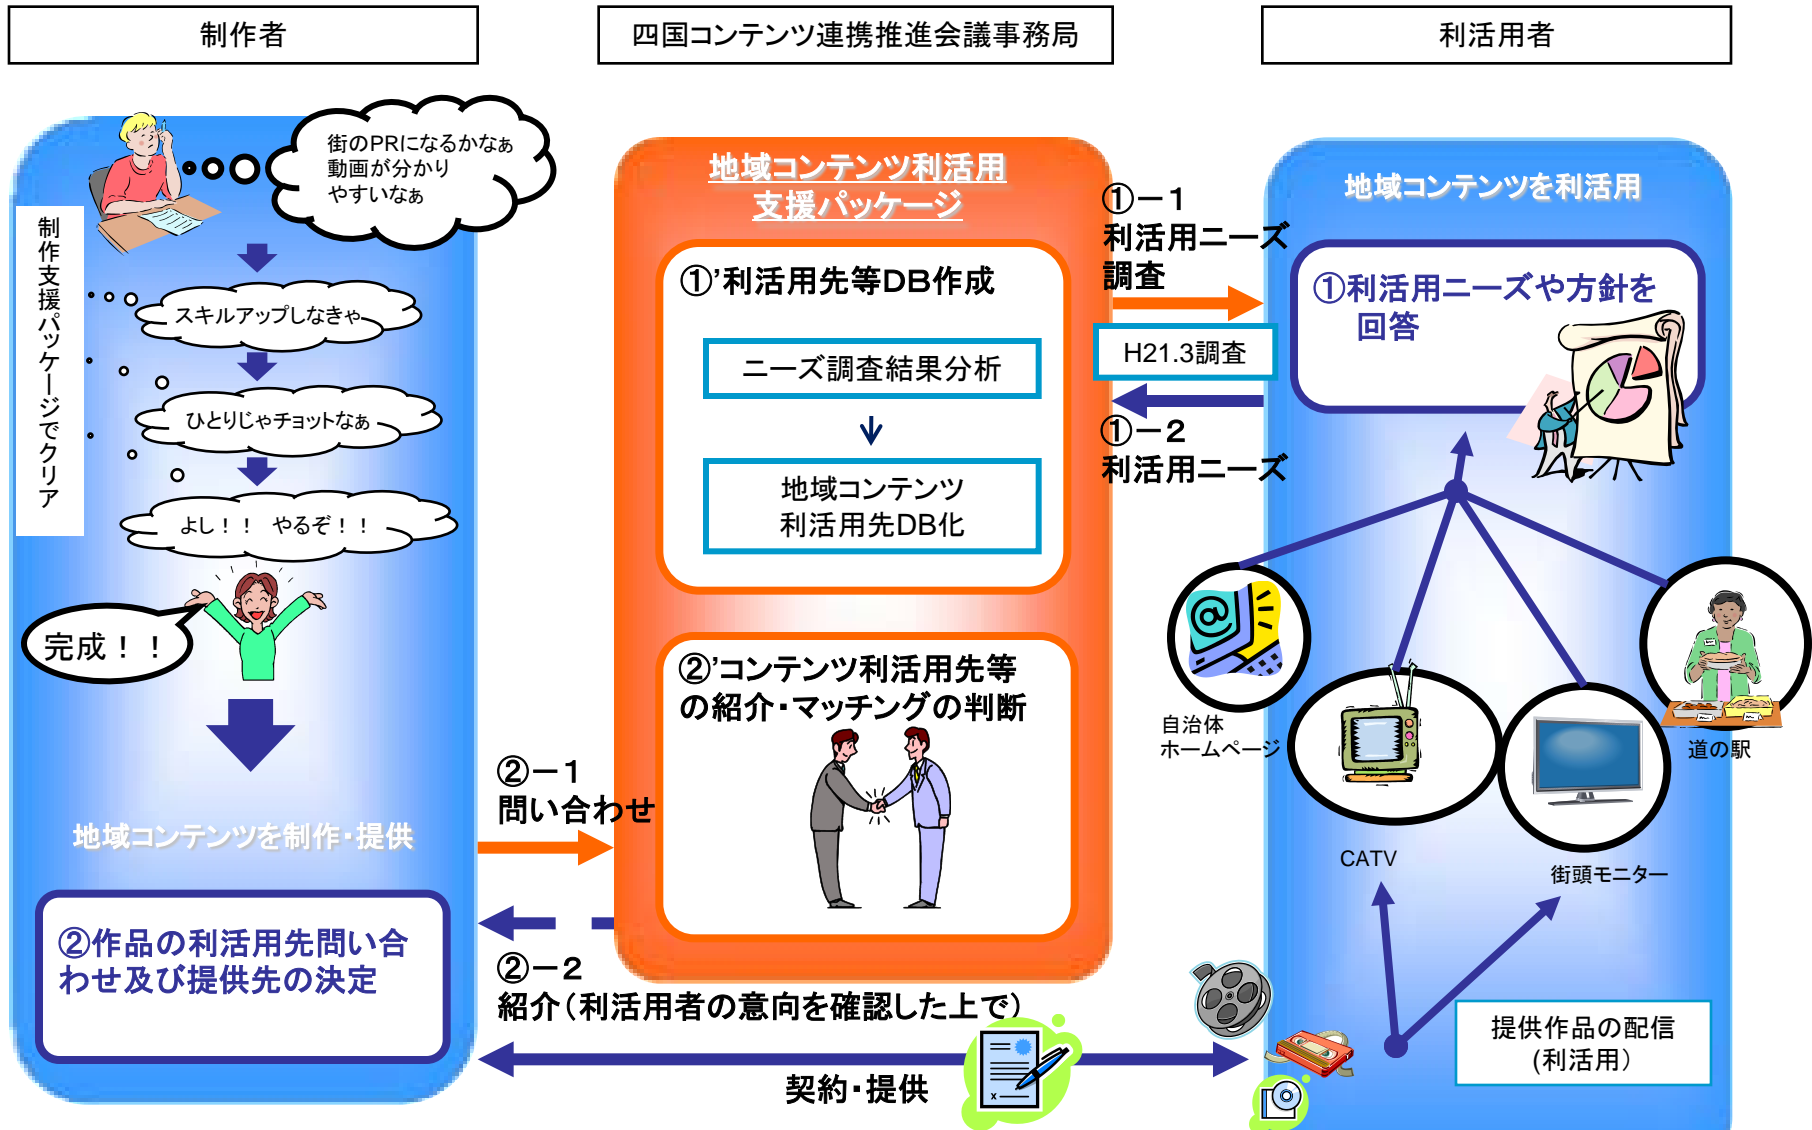 制作者
四国コンテンツ連携推進会議事務局
利活用者
街のPRになるかなぁ
動画が分かり
やすいなぁ
制作支援パッケージでクリア
スキルアップしなきゃ
ひとりじゃチョットなぁ
よし！！ やるぞ！！
完成！！
地域コンテンツを制作・提供
②作品の利活用先問い合
わせ及び提供先の決定
地域コンテンツ利活用
支援パッケージ
①’利活用先等DB作成
ニーズ調査結果分析
地域コンテンツ
利活用先DB化
②’コンテンツ利活用先等
の紹介・マッチングの判断
①－1
利活用ニーズ
調査
H21.3調査
①－2
利活用ニーズ
②－1
問い合わせ
②－2
紹介（利活用者の意向を確認した上で）
契約・提供
地域コンテンツを利活用
①利活用ニーズや方針を
回答
自治体
ホームページ
CATV
街頭モニター
道の駅
提供作品の配信
(利活用）